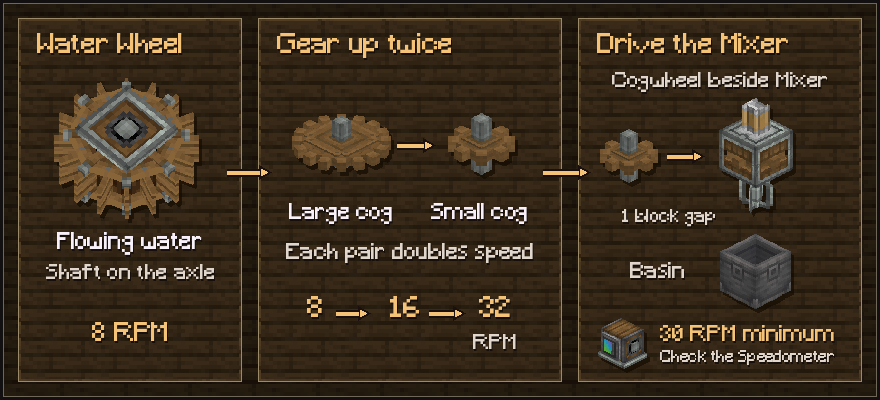 Water Wheel
Flowing water
Shaft on the axle
8 RPM
Gear up twice
Large cog
Small cog
Each pair doubles speed
8
16
32
RPM
Drive the Mixer
Cogwheel beside Mixer
1 block gap
Basin
30 RPM minimum
Check the Speedometer